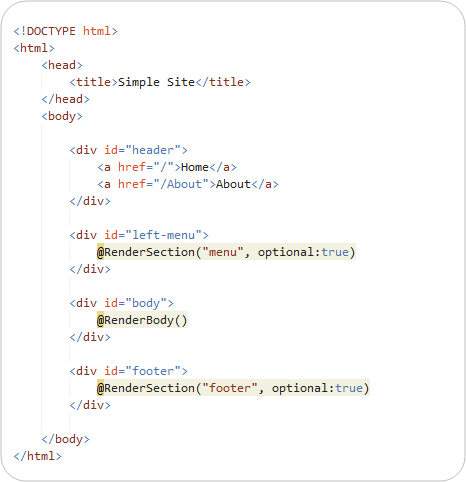 <!DOCTYPE html>
<html>
<head>
<title>Simple Site</title>
</head>
<body>
<div id="header">
<a href="/">Home</a>
<a href="/About">About</a>
</div>
<div id="left-menu">
@RenderSection("menu", optional:true)
</div>
<div id="body">
@RenderBody()
</div>
<div id="footer">
@RenderSection("footer", optional:true)
</div>
</body>
</html>